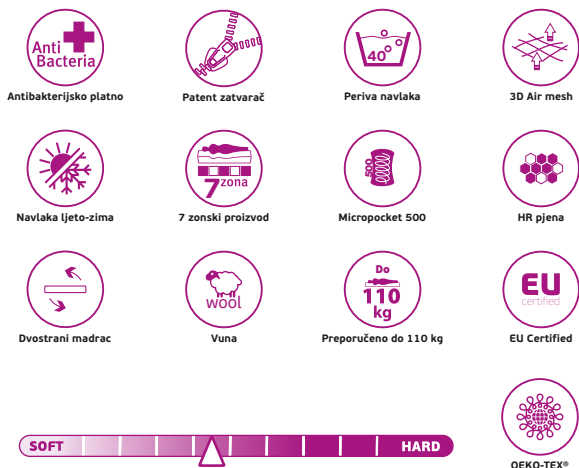 Anti
Bacteria
40°
Antibakterijsko platno
Patent zatvarač
Periva navlaka
3D Air mesh
7 zona
500
Navlaka ljeto-zima
7 zonski proizvod
Micropocket 500
HR pjena
wool
Do
110
kg
EU
certified
Dvostrani madrac
Vuna
Preporučeno do 110 kg
EU Certified
SOFT
HARD
OEKO-TEX®